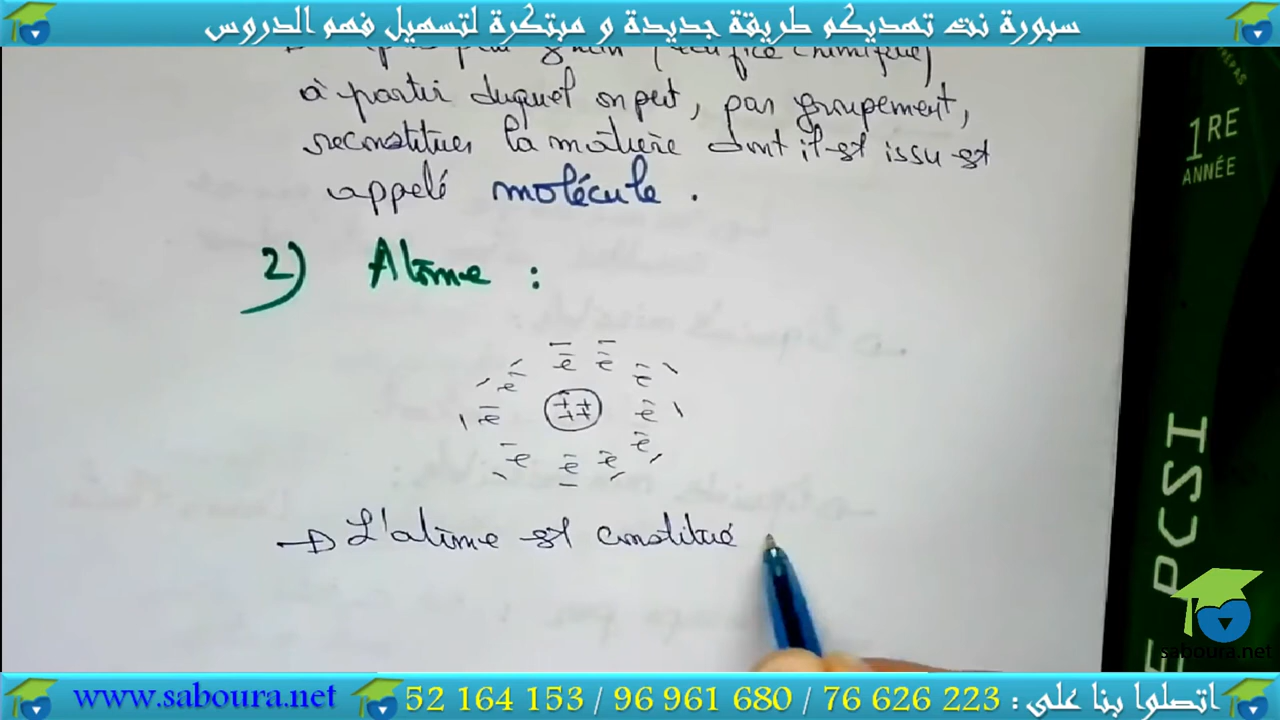 سبورة نت تهديكم طريقة جديدة و مبتكرة لتسهيل فهم الدروس
à partir duquel on peut, par groupement,
reconstituer la matière dont il est issu est
appelé molécule.
2) Atome :
e e
e e
e ++ e
++
e e
e e e
→ L'atome est constitué
1RE
ANNÉE
PCSI
saboura.net
www.saboura.net 52 164 153 / 96 961 680 / 76 626 223 اتصلوا بنا على :